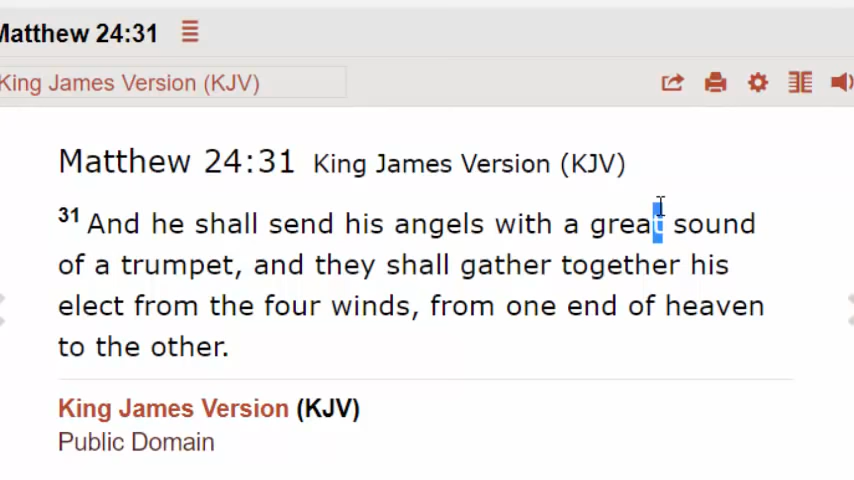 Matthew 24:31
King James Version (KJV)
Matthew 24:31 King James Version (KJV)
31 And he shall send his angels with a great sound
of a trumpet, and they shall gather together his
elect from the four winds, from one end of heaven
to the other.
King James Version (KJV)
Public Domain